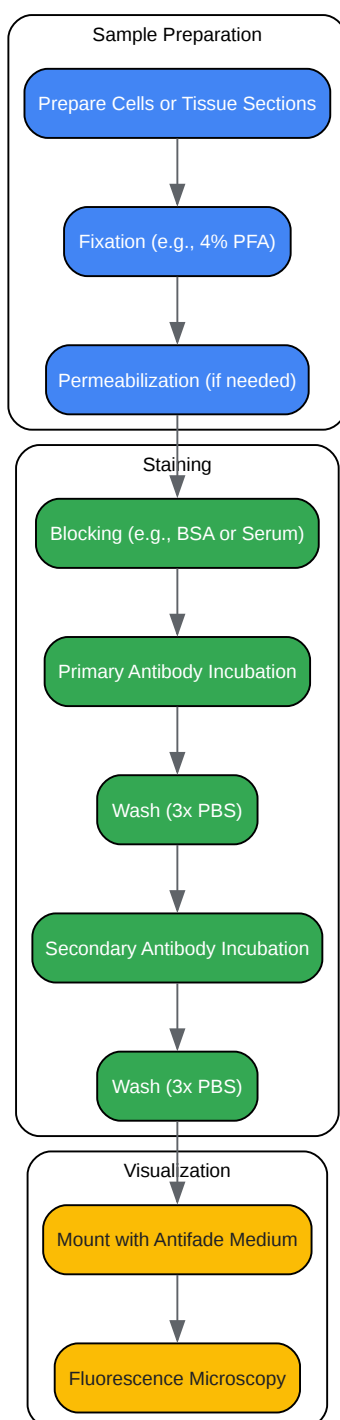 Sample Preparation
Prepare Cells or Tissue Sections
Fixation (e.g., 4% PFA)
Permeabilization (if needed)
Staining
Blocking (e.g., BSA or Serum)
Primary Antibody Incubation
Wash (3x PBS)
Secondary Antibody Incubation
Wash (3x PBS)
Visualization
Mount with Antifade Medium
Fluorescence Microscopy